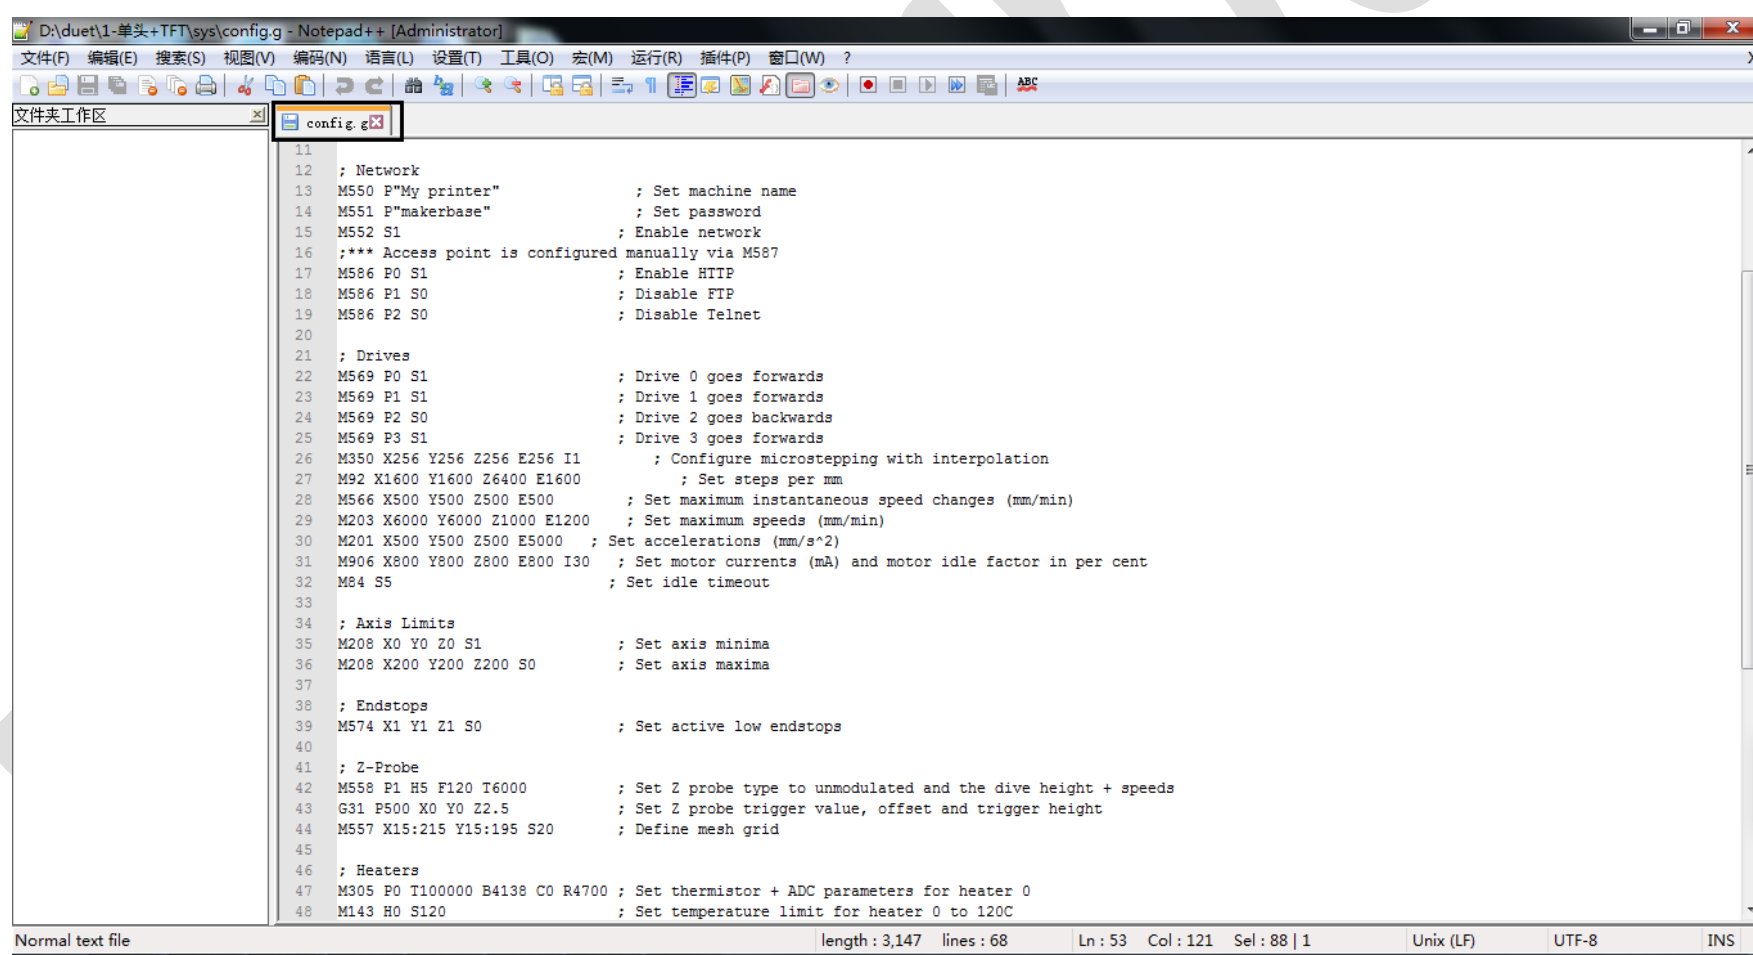 D:\duet\1-单头+TFT\sys\config.g - Notepad++ [Administrator]
文件(F) 编辑(E) 搜索(S) 视图(V) 编码(N) 语言(L) 设置(T) 工具(O) 宏(M) 运行(R) 插件(P) 窗口(W) ? X
ABC
文件夹工作区
config.g
11
12 ; Network
13 M550 P"My printer" ; Set machine name
14 M551 P"makerbase" ; Set password
15 M552 S1 ; Enable network
16 ;*** Access point is configured manually via M587
17 M586 P0 S1 ; Enable HTTP
18 M586 P1 S0 ; Disable FTP
19 M586 P2 S0 ; Disable Telnet
20
21 ; Drives
22 M569 P0 S1 ; Drive 0 goes forwards
23 M569 P1 S1 ; Drive 1 goes forwards
24 M569 P2 S0 ; Drive 2 goes backwards
25 M569 P3 S1 ; Drive 3 goes forwards
26 M350 X256 Y256 Z256 E256 I1 ; Configure microstepping with interpolation
27 M92 X1600 Y1600 Z6400 E1600 ; Set steps per mm
28 M566 X500 Y500 Z500 E500 ; Set maximum instantaneous speed changes (mm/min)
29 M203 X6000 Y6000 Z1000 E1200 ; Set maximum speeds (mm/min)
30 M201 X500 Y500 Z500 E5000 ; Set accelerations (mm/s^2)
31 M906 X800 Y800 Z800 E800 I30 ; Set motor currents (mA) and motor idle factor in per cent
32 M84 S5 ; Set idle timeout
33
34 ; Axis Limits
35 M208 X0 Y0 Z0 S1 ; Set axis minima
36 M208 X200 Y200 Z200 S0 ; Set axis maxima
37
38 ; Endstops
39 M574 X1 Y1 Z1 S0 ; Set active low endstops
40
41 ; Z-Probe
42 M558 P1 H5 F120 T6000 ; Set Z probe type to unmodulated and the dive height + speeds
43 G31 P500 X0 Y0 Z2.5 ; Set Z probe trigger value, offset and trigger height
44 M557 X15:215 Y15:195 S20 ; Define mesh grid
45
46 ; Heaters
47 M305 P0 T100000 B4138 C0 R4700 ; Set thermistor + ADC parameters for heater 0
48 M143 H0 S120 ; Set temperature limit for heater 0 to 120C
Normal text file length : 3,147 lines : 68 Ln : 53 Col : 121 Sel : 88 | 1 Unix (LF) UTF-8 INS